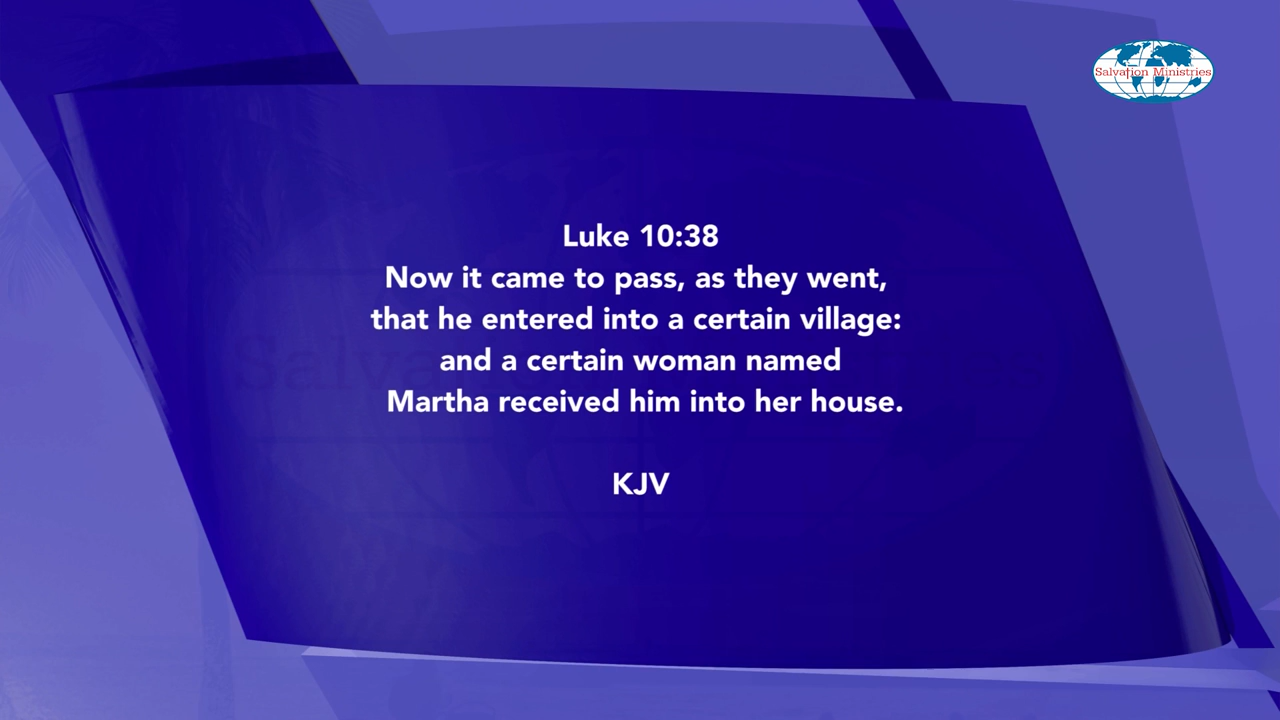 Salvation Ministries
Luke 10:38
Now it came to pass, as they went,
that he entered into a certain village:
and a certain woman named
Martha received him into her house.
KJV